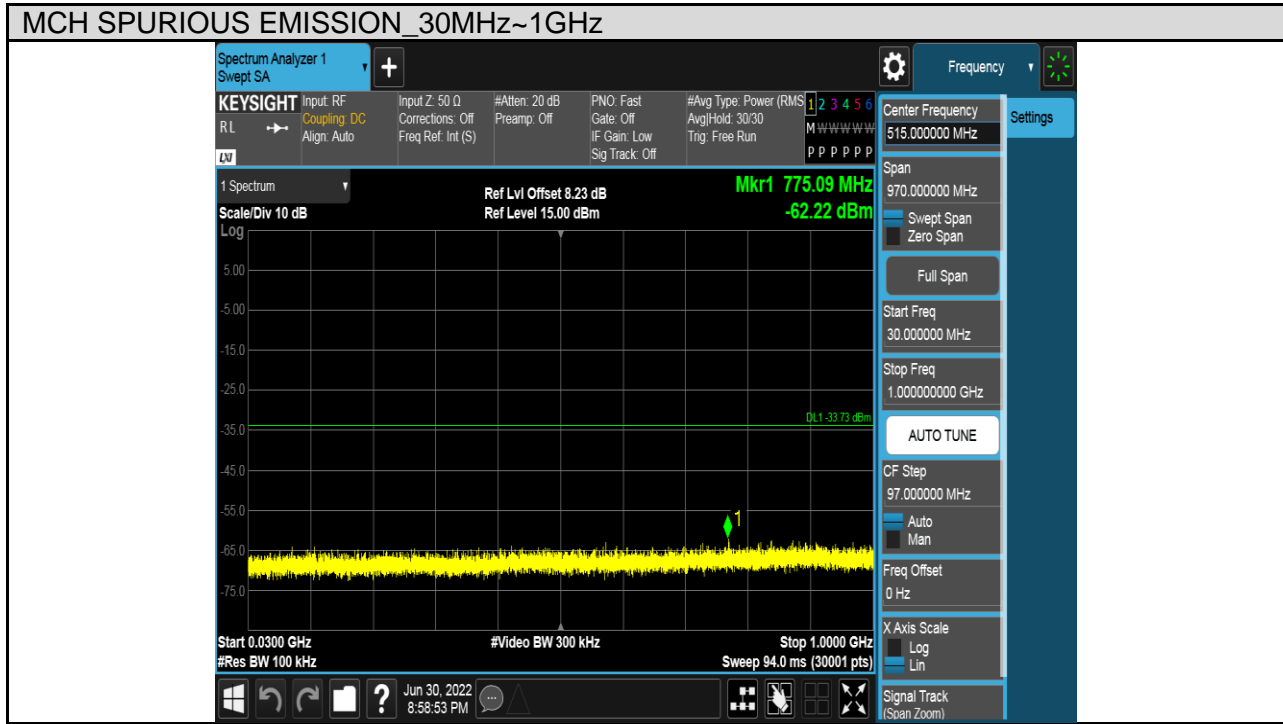 MCH SPURIOUS EMISSION_30MHz~1GHz
Spectrum Analyzer 1
Swept SA
+
Frequency
KEYSIGHT
RL
LXI
Input: RF
Coupling: DC
Align: Auto
Input Z: 50 Ω
Corrections: Off
Freq Ref: Int (S)
#Atten: 20 dB
Preamp: Off
PNO: Fast
Gate: Off
IF Gain: Low
Sig Track: Off
#Avg Type: Power (RMS
Avg|Hold: 30/30
Trig: Free Run
1 2 3 4 5 6
M W W W W W
P P P P P P
1 Spectrum
Scale/Div 10 dB
Ref Lvl Offset 8.23 dB
Ref Level 15.00 dBm
Mkr1 775.09 MHz
-62.22 dBm
Log
5.00
-5.00
-15.0
-25.0
DL1 -33.73 dBm
-35.0
-45.0
-55.0
1
-65.0
-75.0
Start 0.0300 GHz
#Res BW 100 kHz
#Video BW 300 kHz
Stop 1.0000 GHz
Sweep 94.0 ms (30001 pts)
?
Jun 30, 2022
8:58:53 PM
Center Frequency
515.000000 MHz
Settings
Span
970.000000 MHz
Swept Span
Zero Span
Full Span
Start Freq
30.000000 MHz
Stop Freq
1.000000000 GHz
AUTO TUNE
CF Step
97.000000 MHz
Auto
Man
Freq Offset
0 Hz
X Axis Scale
Log
Lin
Signal Track
(Span Zoom)